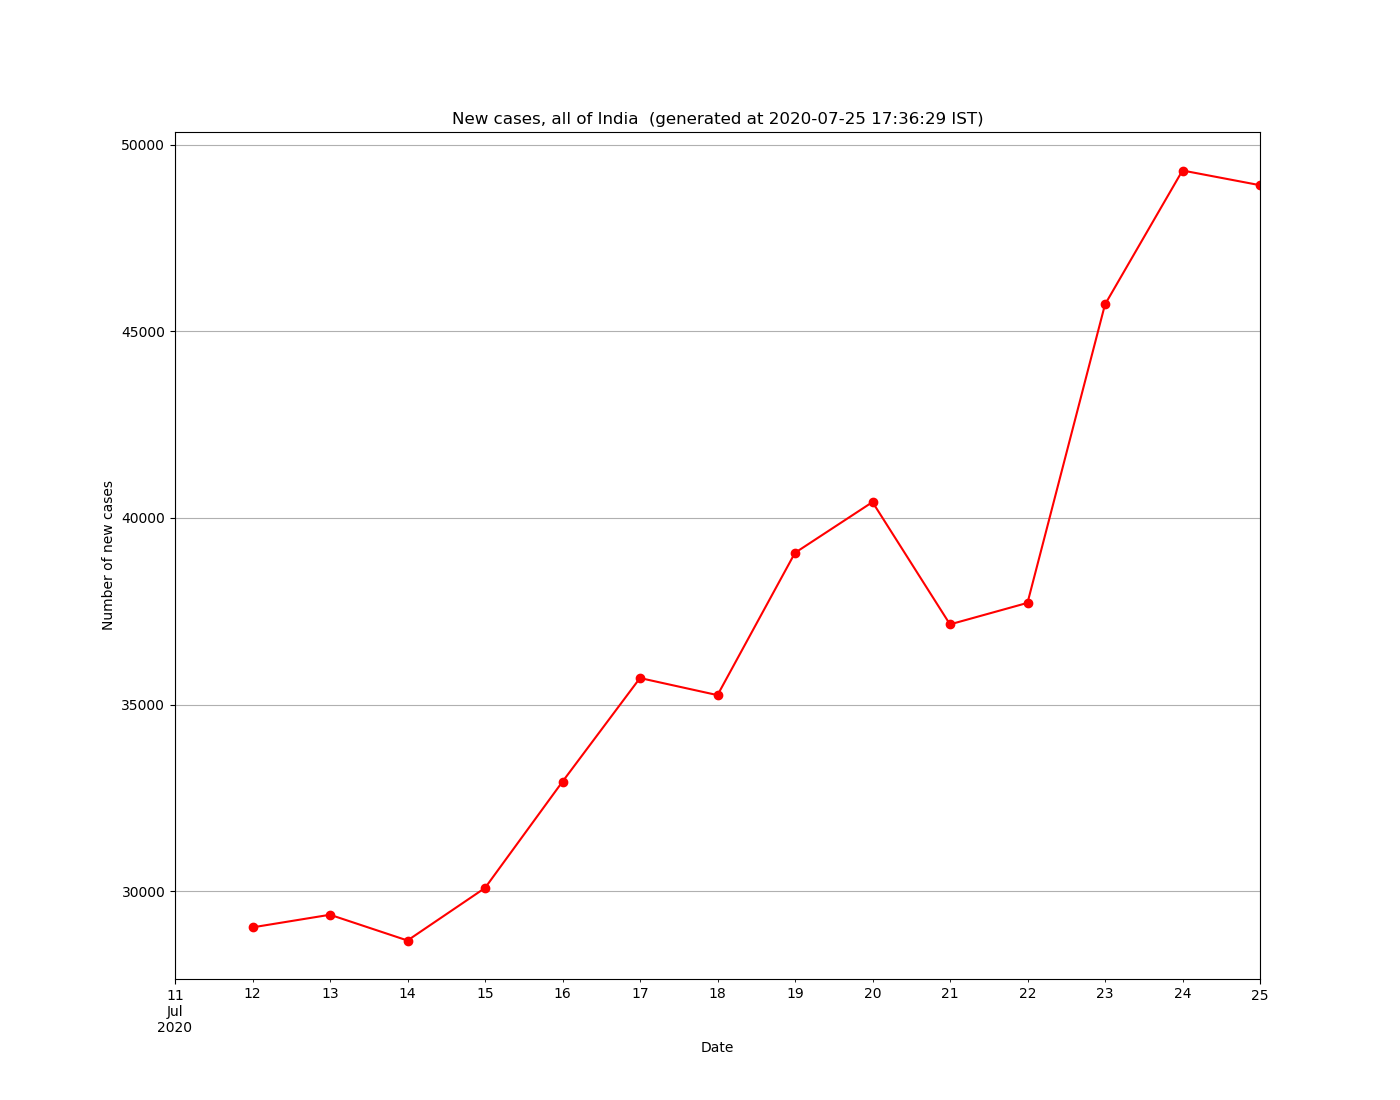 New cases, all of India  (generated at 2020-07-25 17:36:29 IST)
50000
45000
40000
35000
30000
Number of new cases
11 12 13 14 15 16 17 18 19 20 21 22 23 24 25
Jul
2020
Date